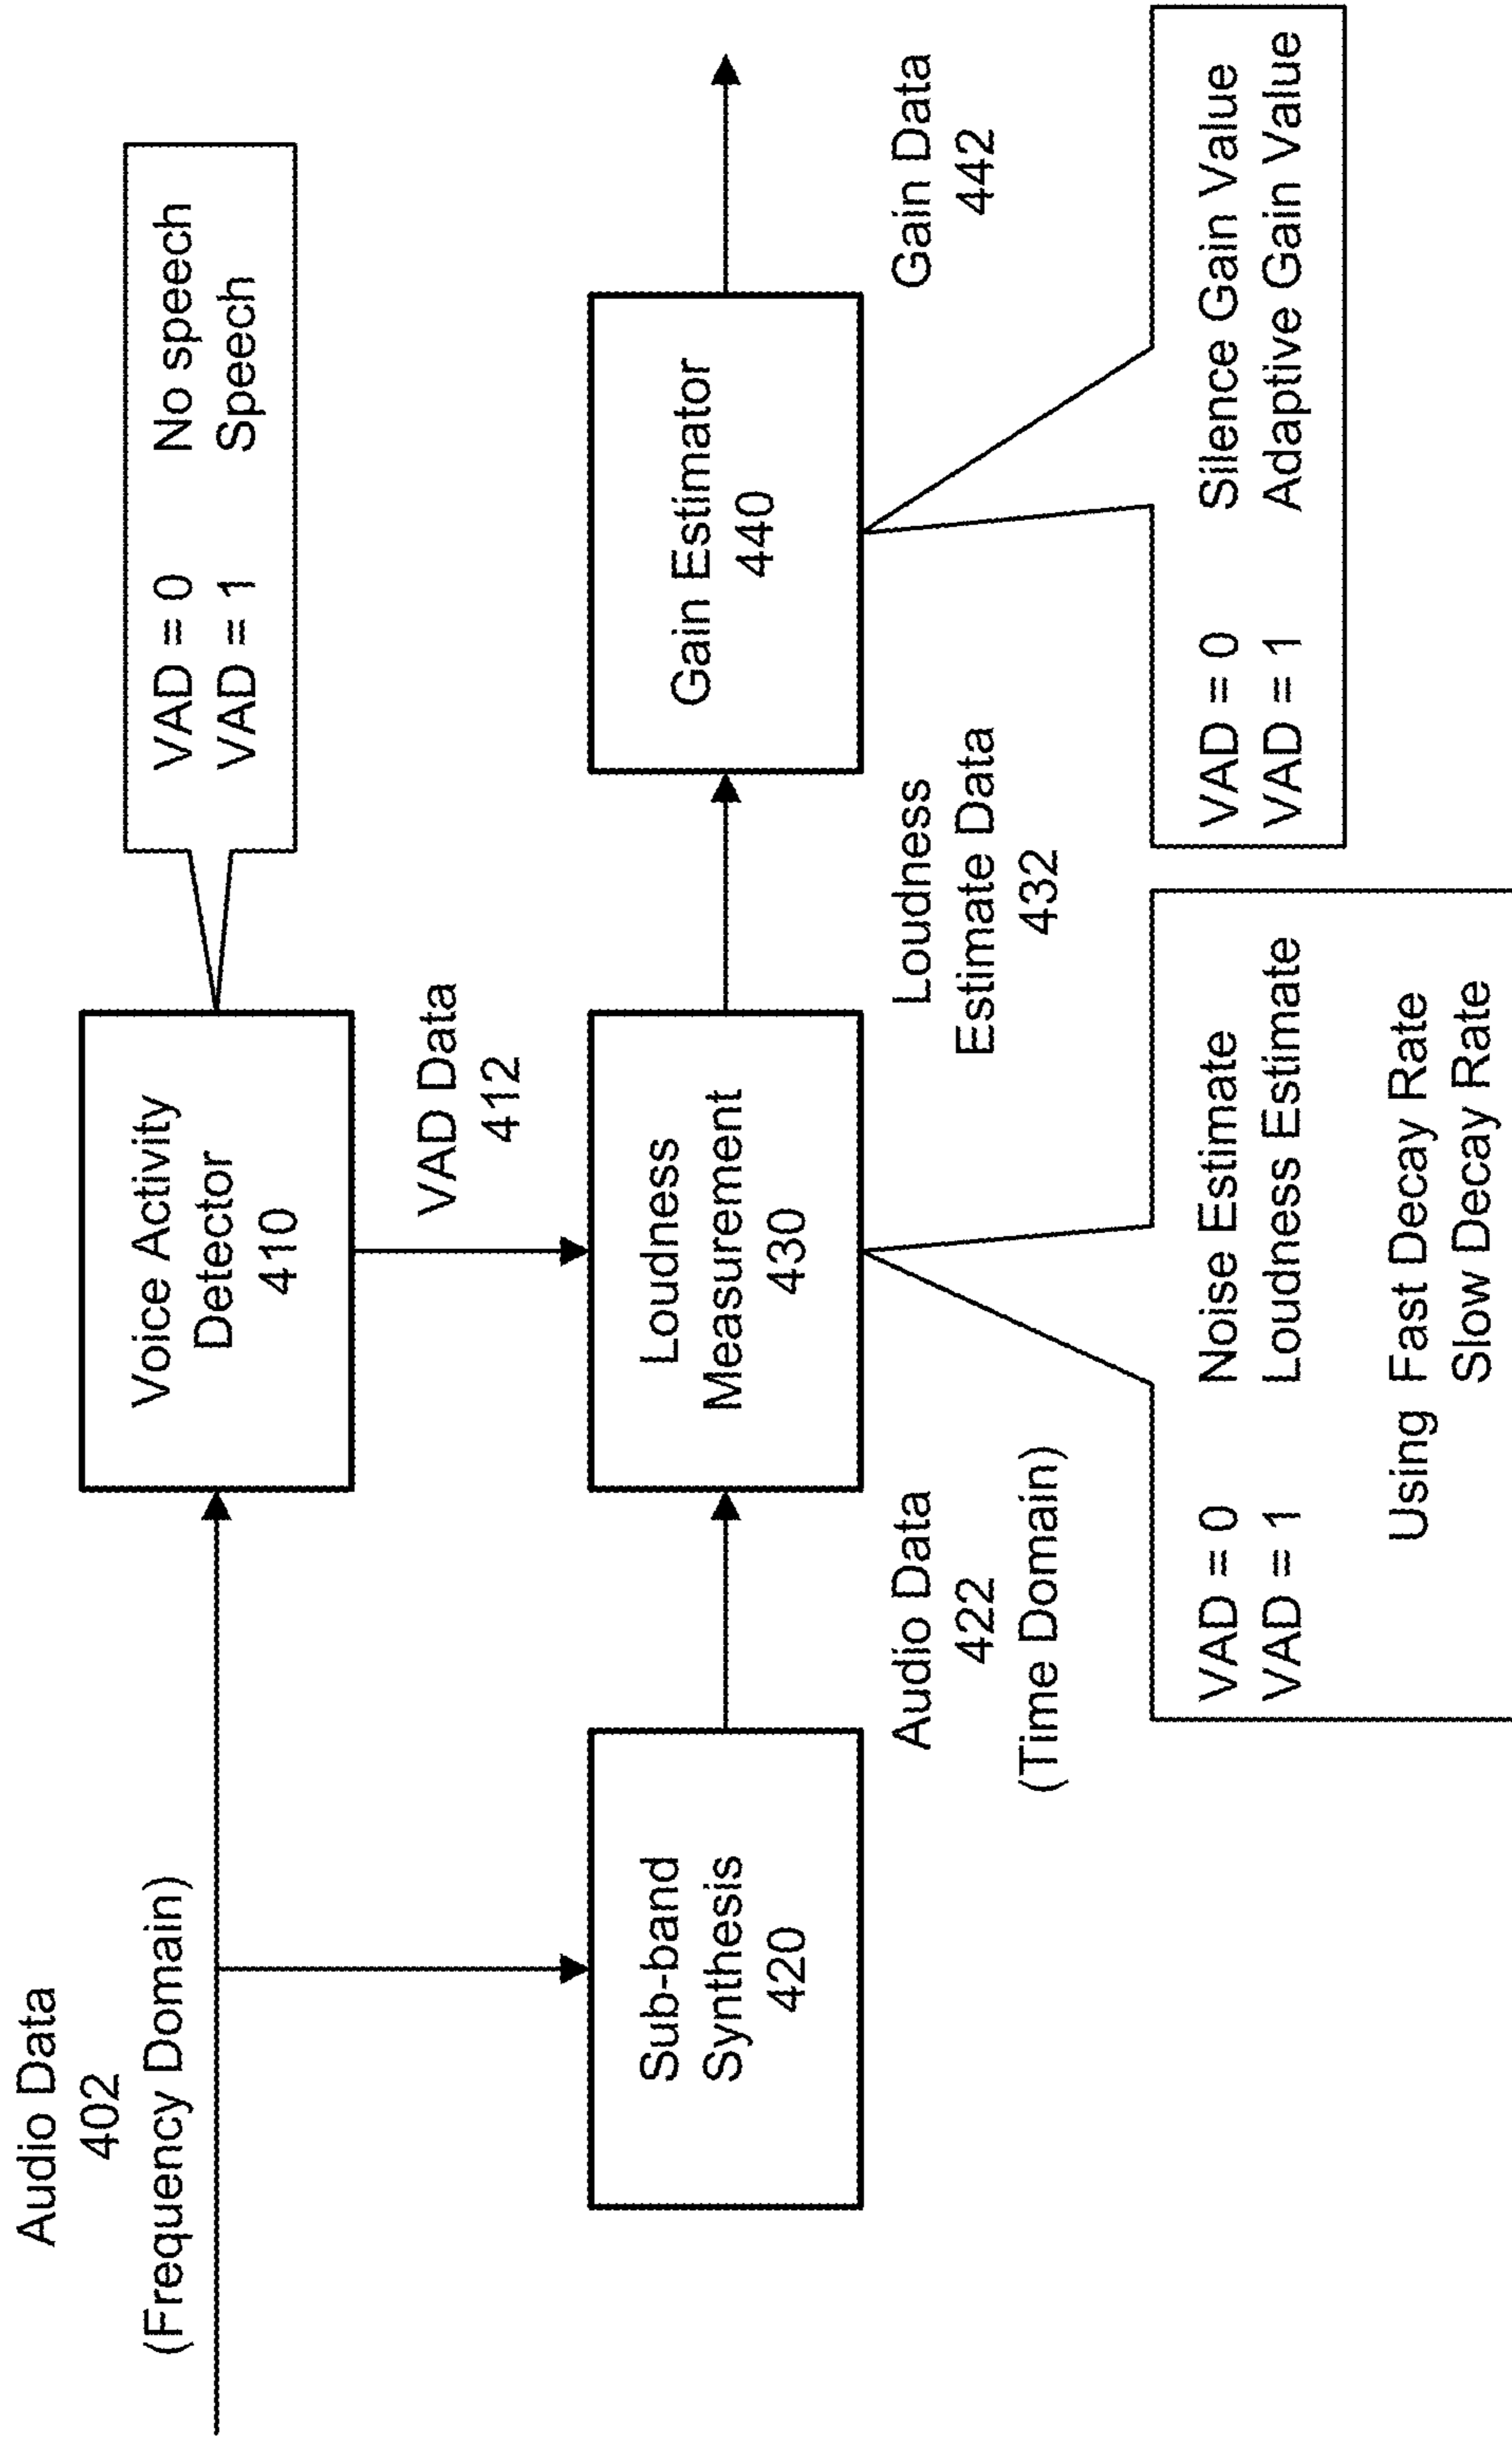 Audio Data
402
(Frequency Domain)
Voice Activity
Detector
410
VAD = 0 No speech
VAD = 1 Speech
VAD Data
412
Sub-band
Synthesis
420
Audio Data
422
(Time Domain)
Loudness
Measurement
430
Loudness
Estimate Data
432
Gain Estimator
440
Gain Data
442
VAD = 0 Noise Estimate
VAD = 1 Loudness Estimate
Using Fast Decay Rate
Slow Decay Rate
VAD = 0 Silence Gain Value
VAD = 1 Adaptive Gain Value